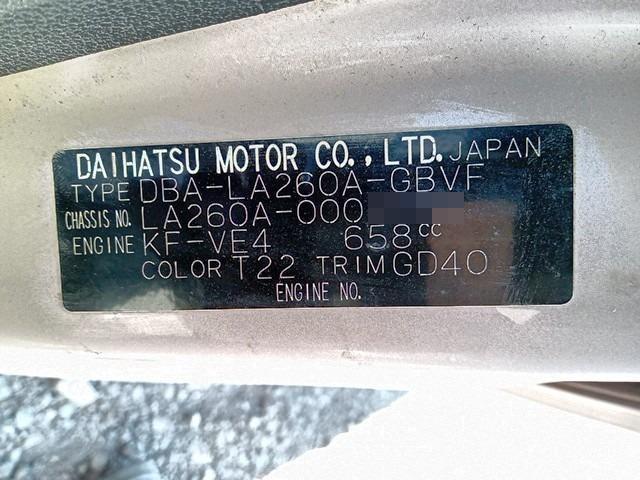 DAIHATSU MOTOR CO., LTD. JAPAN
TYPE DBA-LA260A-GBVF
CHASSIS NO. LA260A-000
ENGINE KF-VE4 658cc
COLOR T22 TRIM GD40
ENGINE NO.